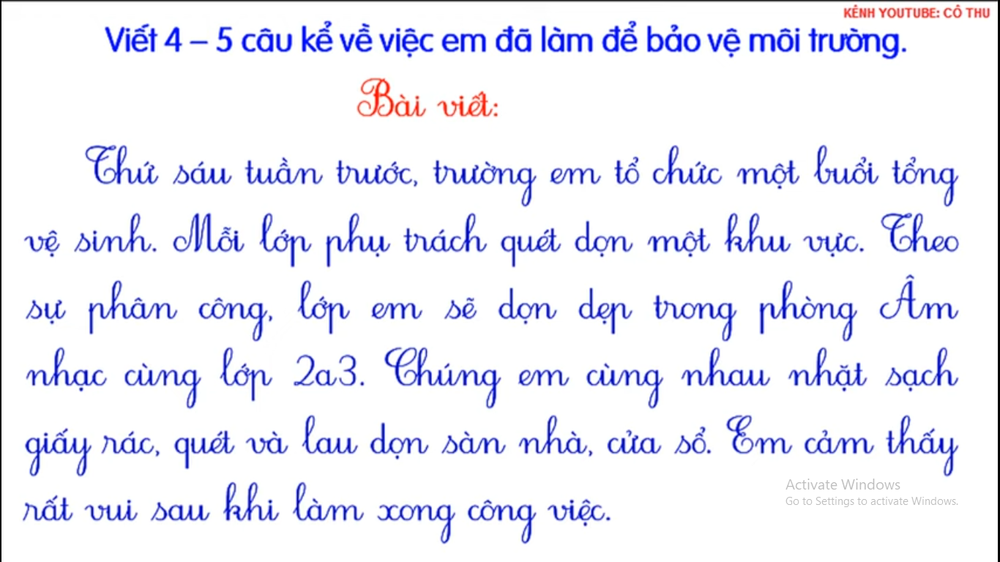 KÊNH YOUTUBE: CÔ THU
Viết 4 – 5 câu kể về việc em đã làm để bảo vệ môi trường.
Bài viết:
Thứ sáu tuần trước, trường em tổ chức một buổi tổng
vệ sinh. Mỗi lớp phụ trách quét dọn một khu vực. Theo
sự phân công, lớp em sẽ dọn dẹp trong phòng Âm
nhạc cùng lớp 2a3. Chúng em cùng nhau nhặt sạch
giấy rác, quét và lau dọn sàn nhà, cửa sổ. Em cảm thấy
rất vui sau khi làm xong công việc.
Activate Windows
Go to Settings to activate Windows.